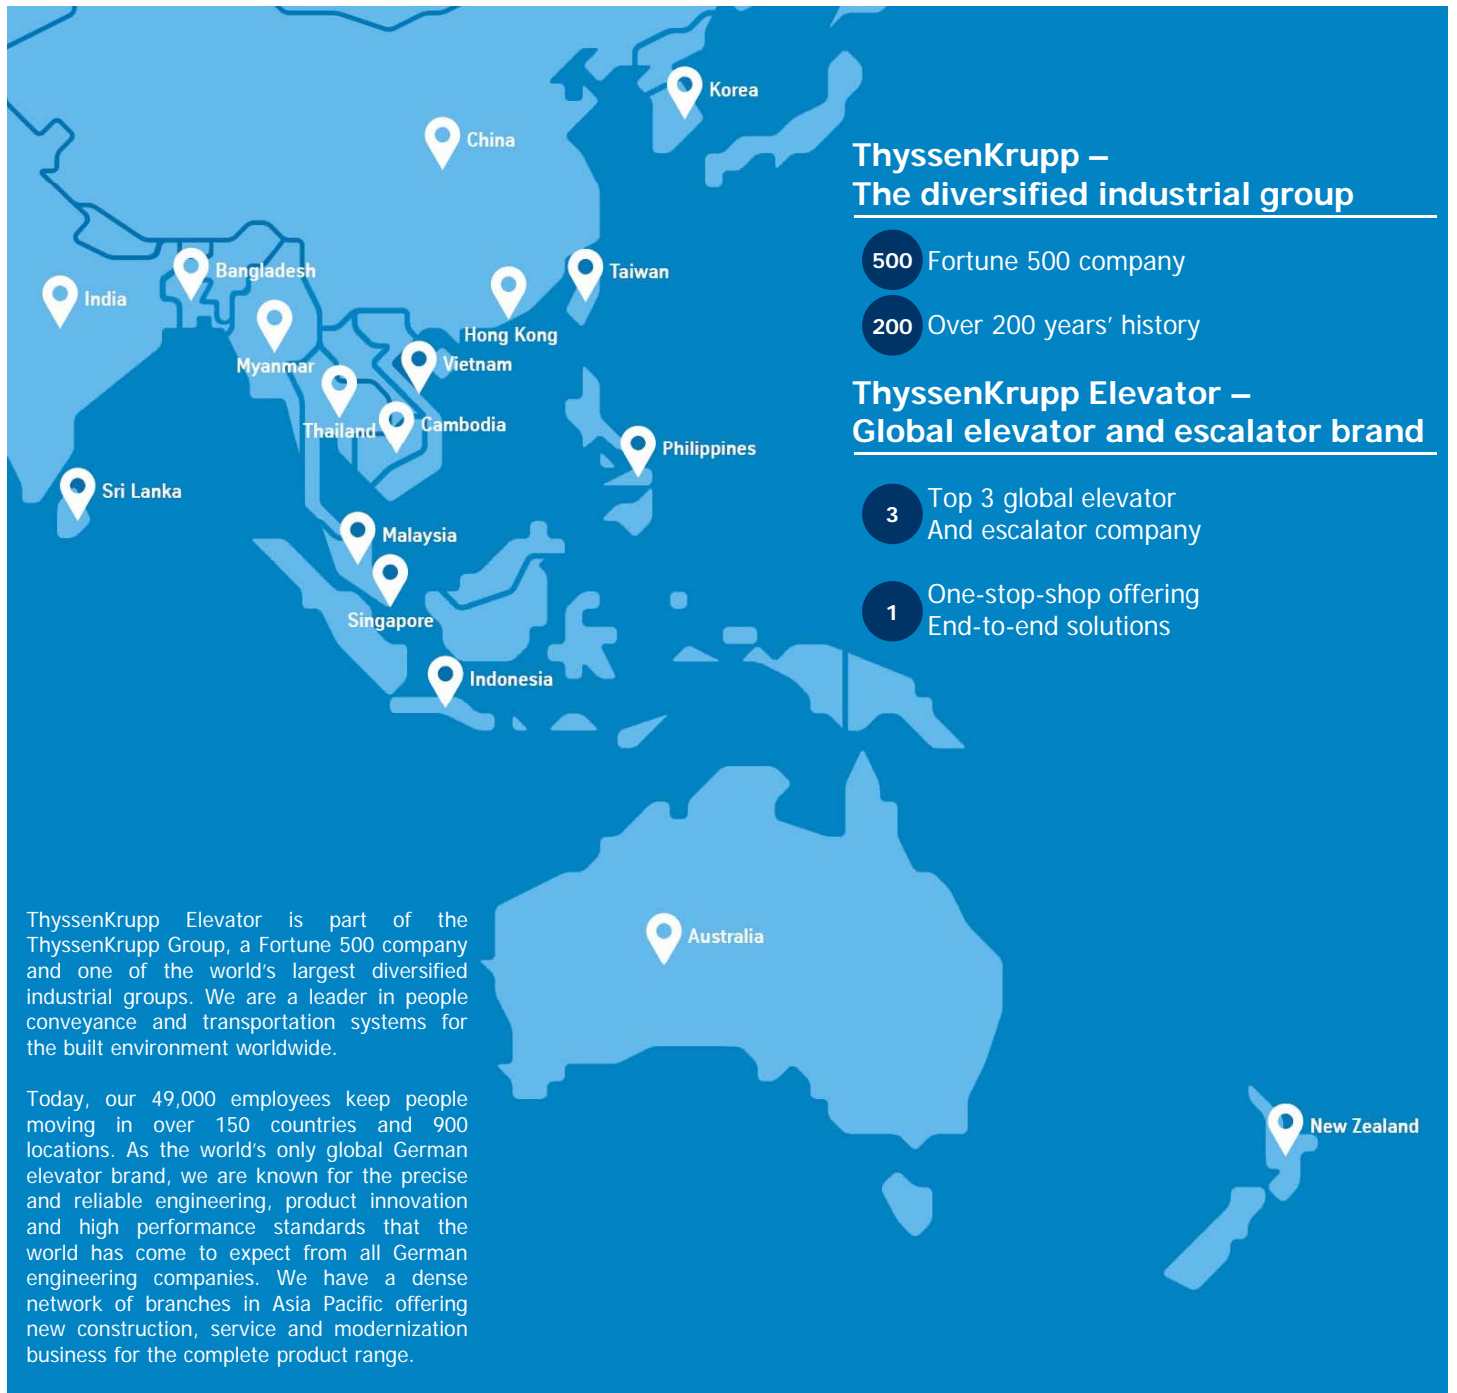 Korea
China
ThyssenKrupp –
The diversified industrial group
500 Fortune 500 company
200 Over 200 years' history
Bangladesh
Taiwan
India
Hong Kong
Myanmar
Vietnam
Thailand
Cambodia
Philippines
Sri Lanka
Malaysia
Singapore
Indonesia
ThyssenKrupp Elevator –
Global elevator and escalator brand
3 Top 3 global elevator
And escalator company
1 One-stop-shop offering
End-to-end solutions
Australia
New Zealand
ThyssenKrupp Elevator is part of the
ThyssenKrupp Group, a Fortune 500 company
and one of the world's largest diversified
industrial groups. We are a leader in people
conveyance and transportation systems for
the built environment worldwide.
Today, our 49,000 employees keep people
moving in over 150 countries and 900
locations. As the world's only global German
elevator brand, we are known for the precise
and reliable engineering, product innovation
and high performance standards that the
world has come to expect from all German
engineering companies. We have a dense
network of branches in Asia Pacific offering
new construction, service and modernization
business for the complete product range.